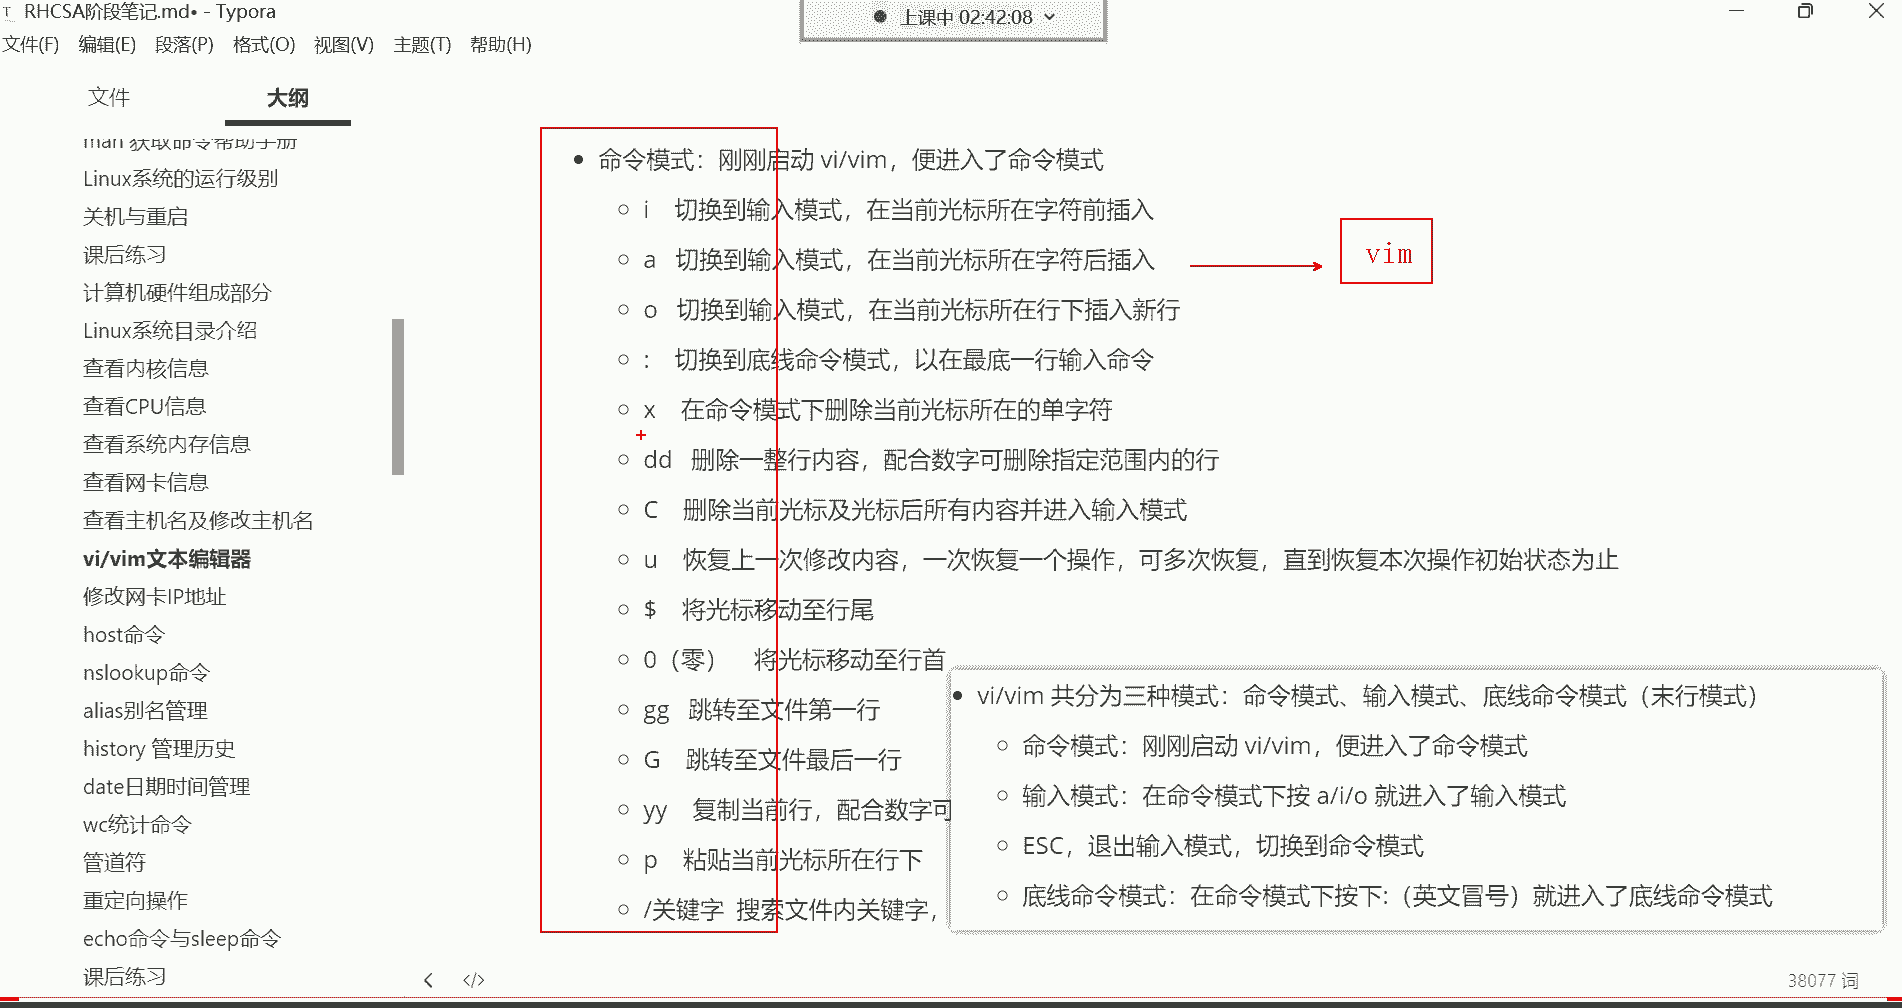 RHCSA阶段笔记.md• - Typora
上课中 02:42:08
文件(F) 编辑(E) 段落(P) 格式(O) 视图(V) 主题(T) 帮助(H)
文件 大纲
man 获取命令帮助手册
Linux系统的运行级别
关机与重启
课后练习
计算机硬件组成部分
Linux系统目录介绍
查看内核信息
查看CPU信息
查看系统内存信息
查看网卡信息
查看主机名及修改主机名
vi/vim文本编辑器
修改网卡IP地址
host命令
nslookup命令
alias别名管理
history 管理历史
date日期时间管理
wc统计命令
管道符
重定向操作
echo命令与sleep命令
课后练习
命令模式：刚刚启动 vi/vim，便进入了命令模式
i 切换到输入模式，在当前光标所在字符前插入
a 切换到输入模式，在当前光标所在字符后插入
o 切换到输入模式，在当前光标所在行下插入新行
: 切换到底线命令模式，以在最底一行输入命令
x 在命令模式下删除当前光标所在的单字符
dd 删除一整行内容，配合数字可删除指定范围内的行
C 删除当前光标及光标后所有内容并进入输入模式
u 恢复上一次修改内容，一次恢复一个操作，可多次恢复，直到恢复本次操作初始状态为止
$ 将光标移动至行尾
0（零） 将光标移动至行首
gg 跳转至文件第一行
G 跳转至文件最后一行
yy 复制当前行，配合数字可
p 粘贴当前光标所在行下
/关键字 搜索文件内关键字，
vim
vi/vim 共分为三种模式：命令模式、输入模式、底线命令模式（末行模式）
命令模式：刚刚启动 vi/vim，便进入了命令模式
输入模式：在命令模式下按 a/i/o 就进入了输入模式
ESC，退出输入模式，切换到命令模式
底线命令模式：在命令模式下按下:（英文冒号）就进入了底线命令模式
</> 38077 词